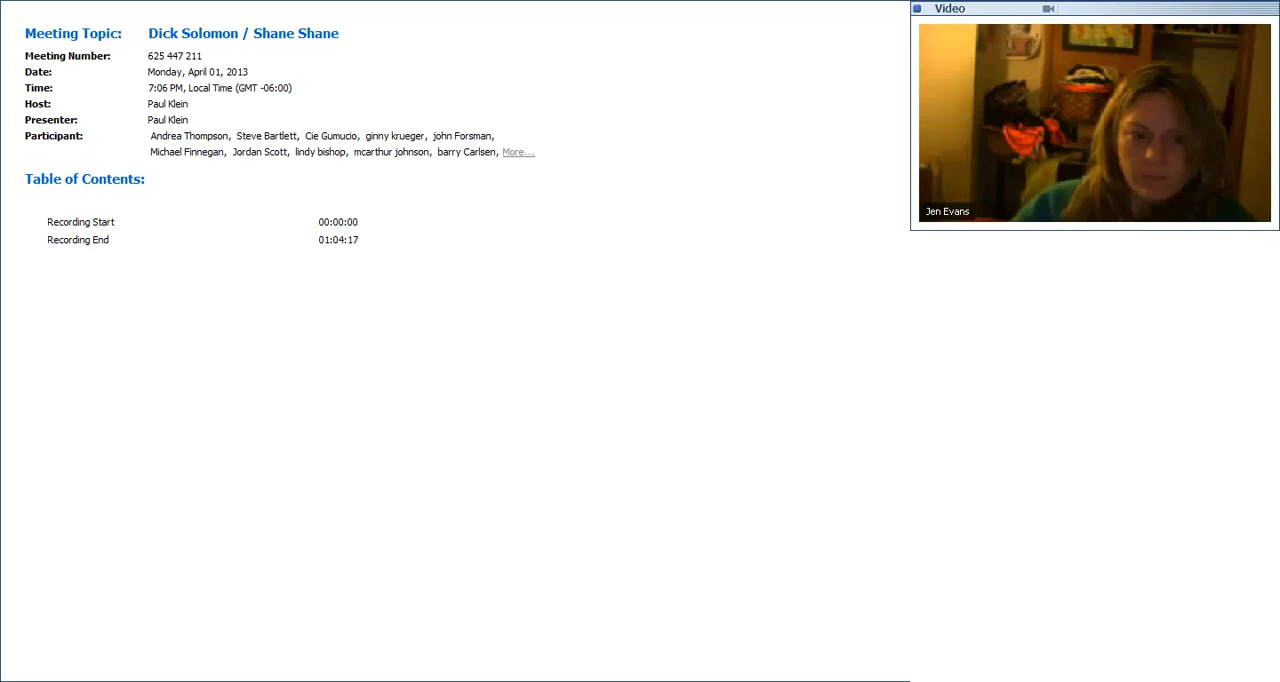 Meeting Topic: Dick Solomon / Shane Shane
Meeting Number: 625 447 211
Date: Monday, April 01, 2013
Time: 7:06 PM, Local Time (GMT -06:00)
Host: Paul Klein
Presenter: Paul Klein
Participant: Andrea Thompson, Steve Bartlett, Cie Gumucio, ginny krueger, john Forsman,
Michael Finnegan, Jordan Scott, lindy bishop, mcarthur johnson, barry Carlsen, More...
Table of Contents:
Recording Start 00:00:00
Recording End 01:04:17
Video
Jen Evans